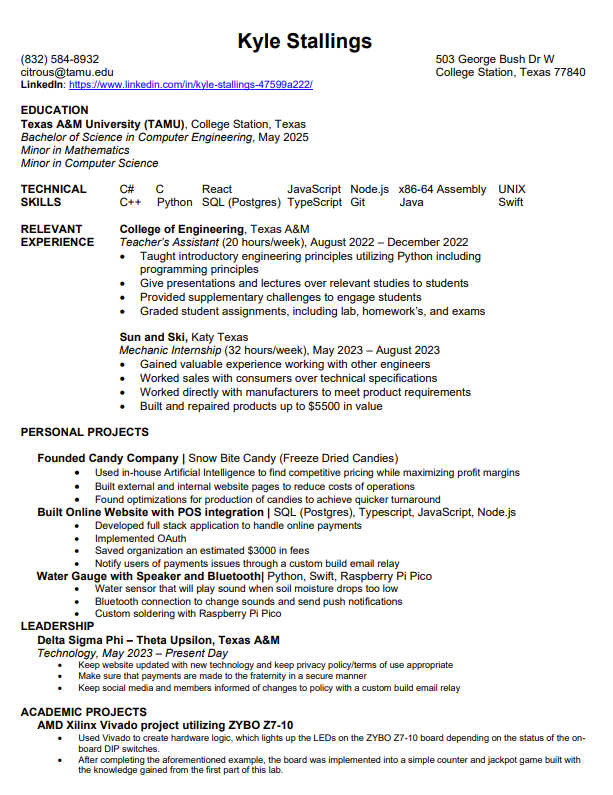 Kyle Stallings
(832) 584-8932 503 George Bush Dr W
citrous@tamu.edu College Station, Texas 77840
LinkedIn: https://www.linkedin.com/in/kyle-stallings-47599a222/
EDUCATION
Texas A&M University (TAMU), College Station, Texas
Bachelor of Science in Computer Engineering, May 2025
Minor in Mathematics
Minor in Computer Science
TECHNICAL C# C React JavaScript Node.js x86-64 Assembly UNIX
SKILLS C++ Python SQL (Postgres) TypeScript Git Java Swift
RELEVANT College of Engineering, Texas A&M
EXPERIENCE Teacher's Assistant (20 hours/week), August 2022 – December 2022
• Taught introductory engineering principles utilizing Python including
programming principles
• Give presentations and lectures over relevant studies to students
• Provided supplementary challenges to engage students
• Graded student assignments, including lab, homework's, and exams
Sun and Ski, Katy Texas
Mechanic Internship (32 hours/week), May 2023 – August 2023
• Gained valuable experience working with other engineers
• Worked sales with consumers over technical specifications
• Worked directly with manufacturers to meet product requirements
• Built and repaired products up to $5500 in value
PERSONAL PROJECTS
Founded Candy Company | Snow Bite Candy (Freeze Dried Candies)
• Used in-house Artificial Intelligence to find competitive pricing while maximizing profit margins
• Built external and internal website pages to reduce costs of operations
• Found optimizations for production of candies to achieve quicker turnaround
Built Online Website with POS integration | SQL (Postgres), Typescript, JavaScript, Node.js
• Developed full stack application to handle online payments
• Implemented OAuth
• Saved organization an estimated $3000 in fees
• Notify users of payments issues through a custom build email relay
Water Gauge with Speaker and Bluetooth| Python, Swift, Raspberry Pi Pico
• Water sensor that will play sound when soil moisture drops too low
• Bluetooth connection to change sounds and send push notifications
• Custom soldering with Raspberry Pi Pico
LEADERSHIP
Delta Sigma Phi – Theta Upsilon, Texas A&M
Technology, May 2023 – Present Day
• Keep website updated with new technology and keep privacy policy/terms of use appropriate
• Make sure that payments are made to the fraternity in a secure manner
• Keep social media and members informed of changes to policy with a custom build email relay
ACADEMIC PROJECTS
AMD Xilinx Vivado project utilizing ZYBO Z7-10
• Used Vivado to create hardware logic, which lights up the LEDs on the ZYBO Z7-10 board depending on the status of the on-
board DIP switches.
• After completing the aforementioned example, the board was implemented into a simple counter and jackpot game built with
the knowledge gained from the first part of this lab.